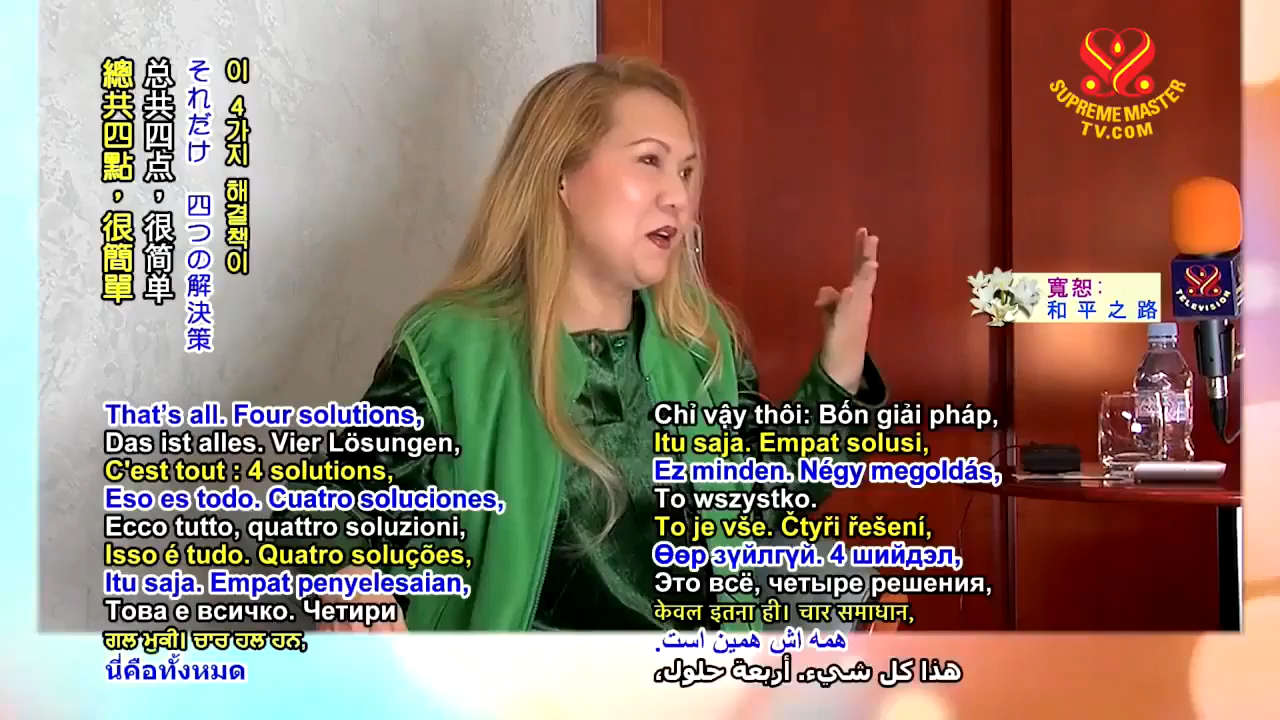 이 4가지 해결책이
それだけ 四つの解決策
总共四点，很简单
總共四點，很簡單
SUPREME MASTER
TV.COM
寬恕：
和平之路
TELEVISION
That's all. Four solutions,
Das ist alles. Vier Lösungen,
C'est tout : 4 solutions,
Eso es todo. Cuatro soluciones,
Ecco tutto, quattro soluzioni,
Isso é tudo. Quatro soluções,
Itu saja. Empat penyelesaian,
Това е всичко. Четири
ਗਲ ਮੁਕੀ। ਚਾਰ ਹਲ ਹਨ,
นี่คือทั้งหมด
Chỉ vậy thôi: Bốn giải pháp,
Itu saja. Empat solusi,
Ez minden. Négy megoldás,
To wszystko.
To je vše. Čtyři řešení,
Өөр зүйлгүй. 4 шийдэл,
Это всё, четыре решения,
केवल इतना ही। चार समाधान,
همه اش همین است.
هذا كل شيء. أربعة حلول،